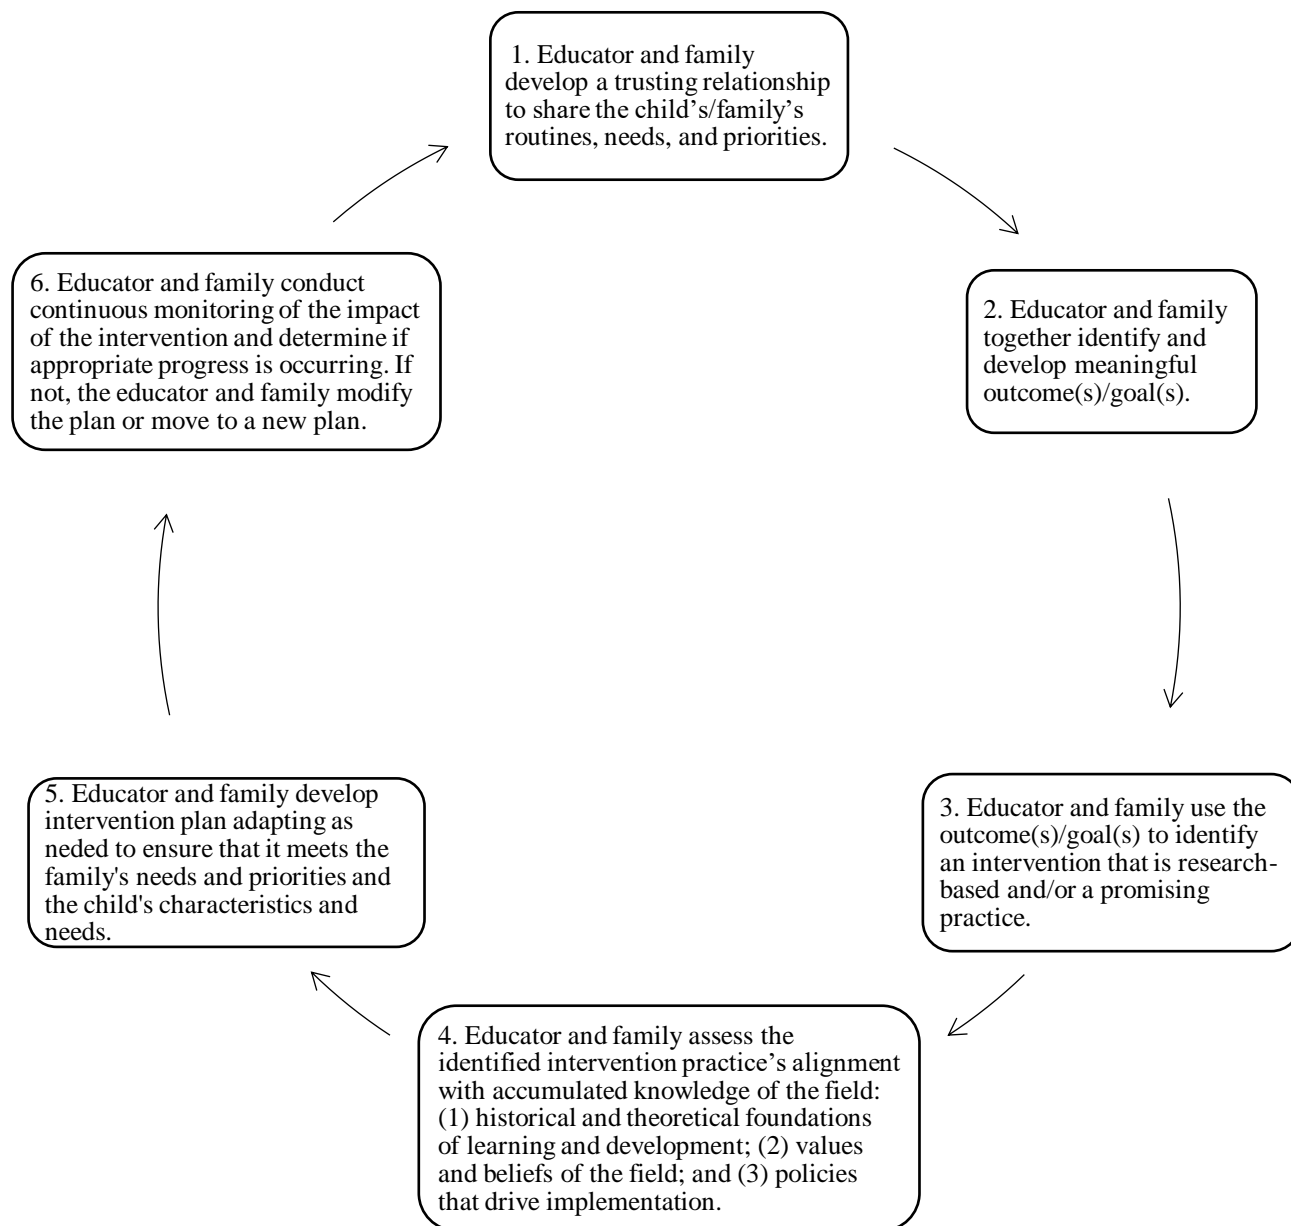 1. Educator and family
develop a trusting relationship
to share the child’s/family’s
routines, needs, and priorities.
2. Educator and family
together identify and
develop meaningful
outcome(s)/goal(s).
3. Educator and family use the
outcome(s)/goal(s) to identify
an intervention that is research-
based and/or a promising
practice.
4. Educator and family assess the
identified intervention practice’s alignment
with accumulated knowledge of the field:
(1) historical and theoretical foundations
of learning and development; (2) values
and beliefs of the field; and (3) policies
that drive implementation.
5. Educator and family develop
intervention plan adapting as
neded to ensure that it meets the
family's needs and priorities and
the child's characteristics and
needs.
6. Educator and family conduct
continuous monitoring of the impact
of the intervention and determine if
appropriate progress is occurring. If
not, the educator and family modify
the plan or move to a new plan.